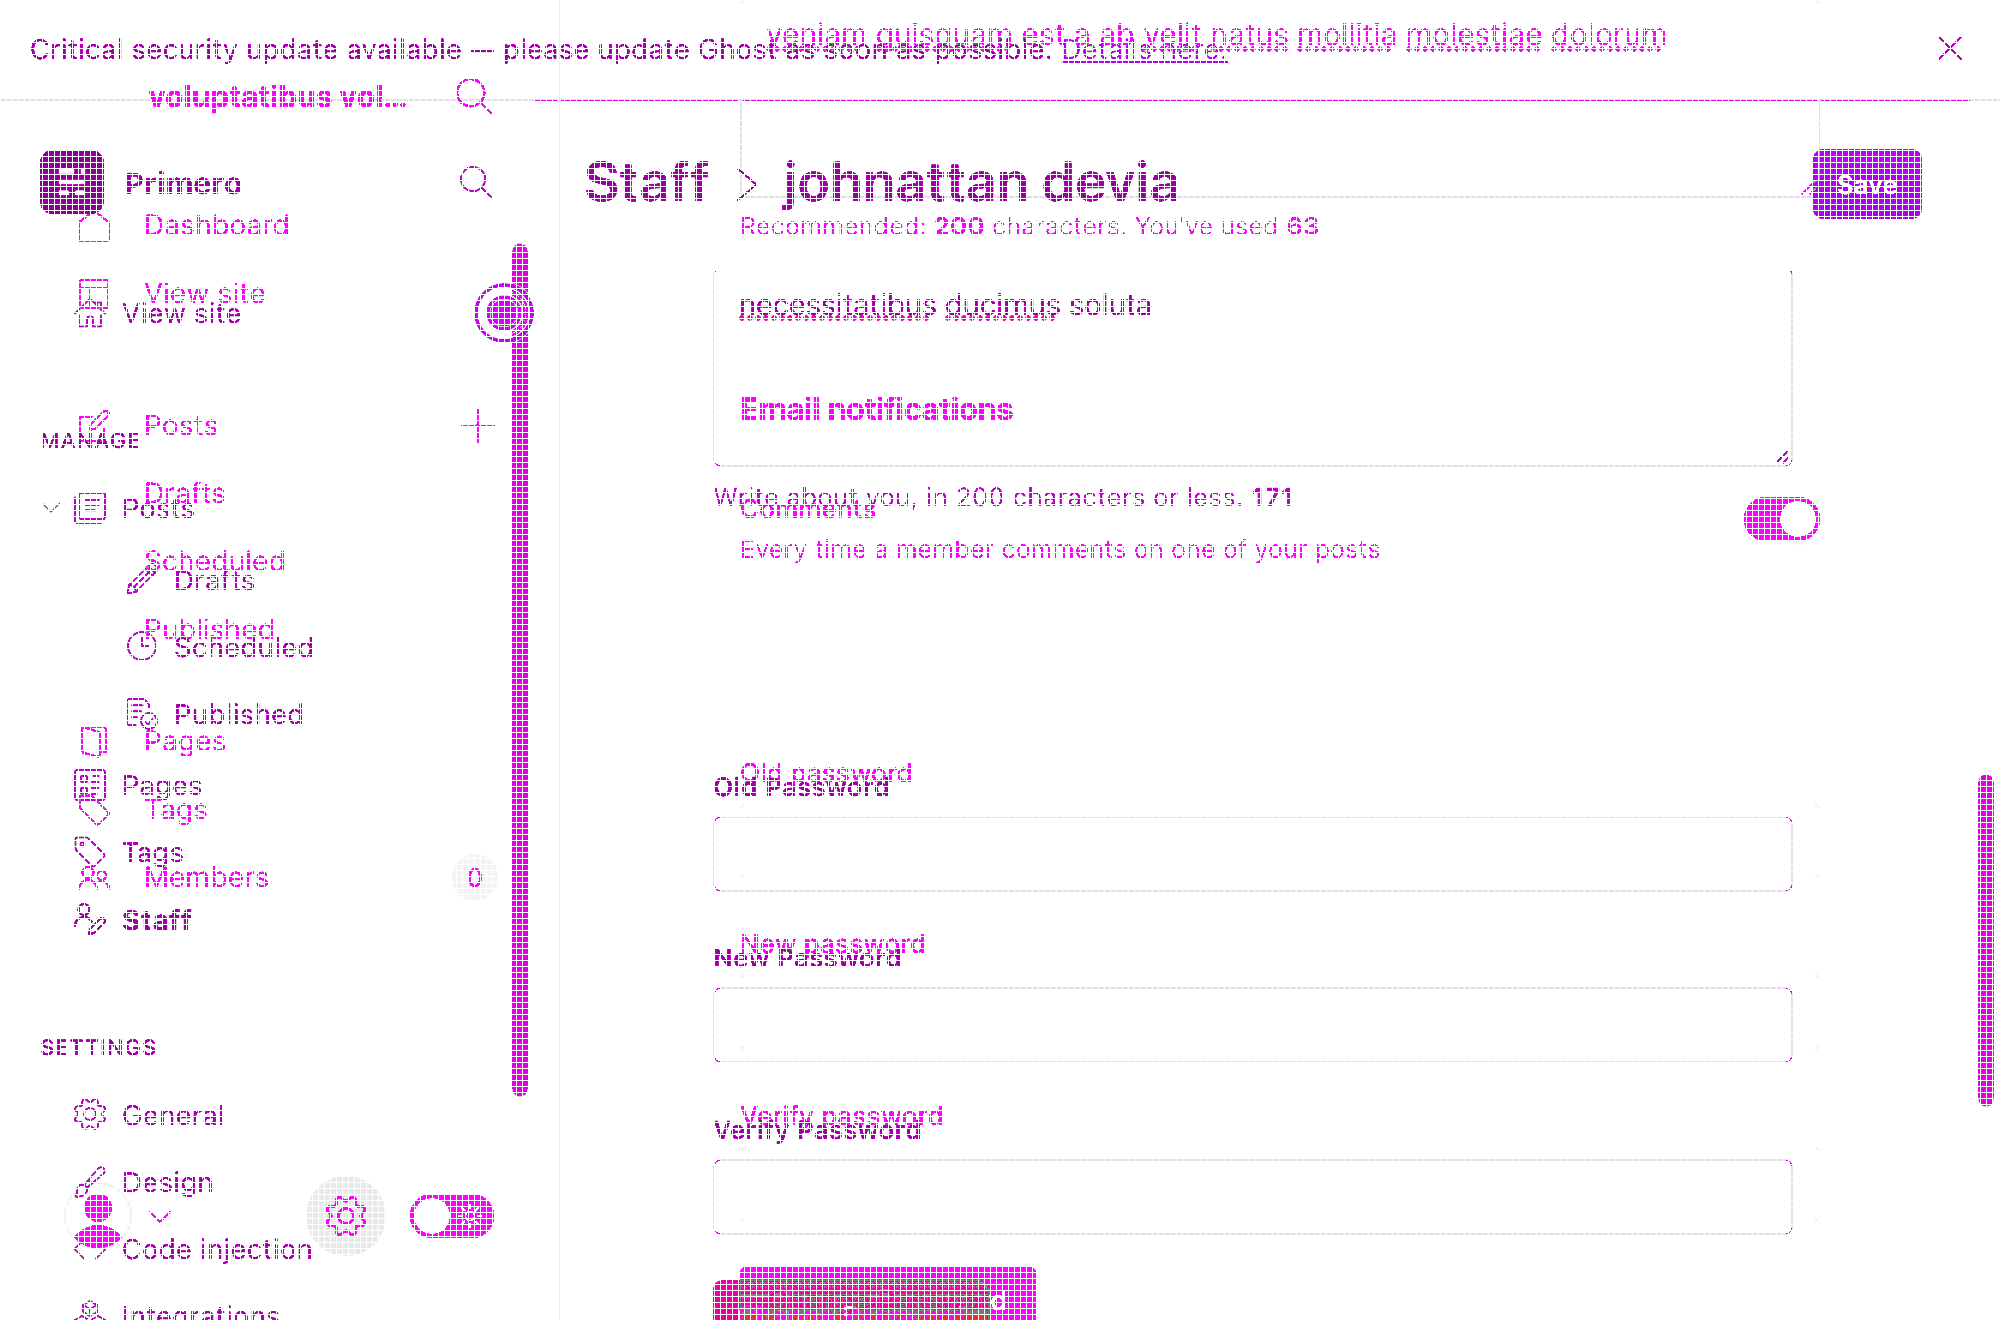 veniam quisquam est a ab velit natus mollitia molestiae dolorum
Critical security update available — please update Ghost as soon as possible. Details here.
voluptatibus vol...
Primero
Staff > johnattan devia
Save
Dashboard
Recommended: 200 characters. You've used 63
View site
View site
necessitatibus ducimus soluta
Email notifications
Posts
MANAGE
Drafts
Posts
Write about you, in 200 characters or less. 171
Comments
Every time a member comments on one of your posts
Scheduled
Drafts
Published
Scheduled
Published
Pages
Pages
Tags
Old password
Old Password
Tags
Members
0
Staff
New password
New Password
SETTINGS
General
Verify password
Verify Password
Design
Code injection
Integrations